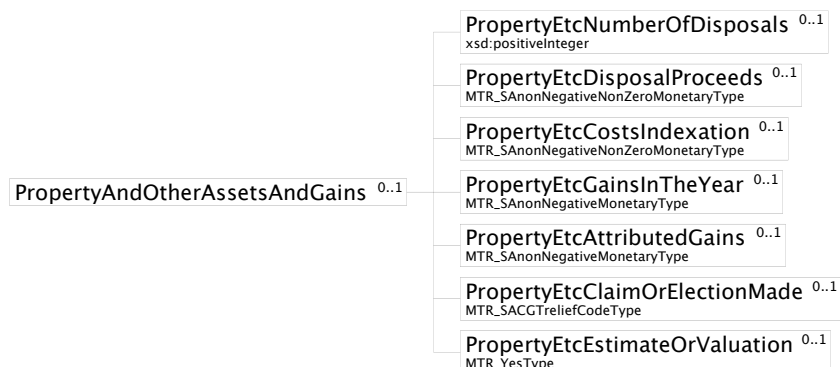 PropertyEtcNumberOfDisposals 0..1
xsd:positiveInteger
PropertyEtcDisposalProceeds 0..1
MTR_SAnonNegativeNonZeroMonetaryType
PropertyEtcCostsIndexation 0..1
MTR_SAnonNegativeNonZeroMonetaryType
PropertyAndOtherAssetsAndGains 0..1
PropertyEtcGainsInTheYear 0..1
MTR_SAnonNegativeMonetaryType
PropertyEtcAttributedGains 0..1
MTR_SAnonNegativeMonetaryType
PropertyEtcClaimOrElectionMade 0..1
MTR_SACGTreliefCodeType
PropertyEtcEstimateOrValuation 0..1
MTR_YesType